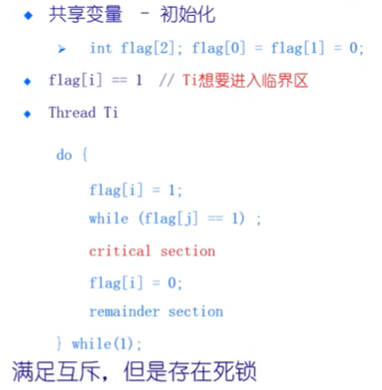 共享变量 - 初始化
int flag[2]; flag[0] = flag[1] = 0;
flag[i] == 1 // Ti想要进入临界区
Thread Ti
do {
flag[i] = 1;
while (flag[j] == 1) ;
critical section
flag[i] = 0;
remainder section
} while(1);
满足互斥，但是存在死锁